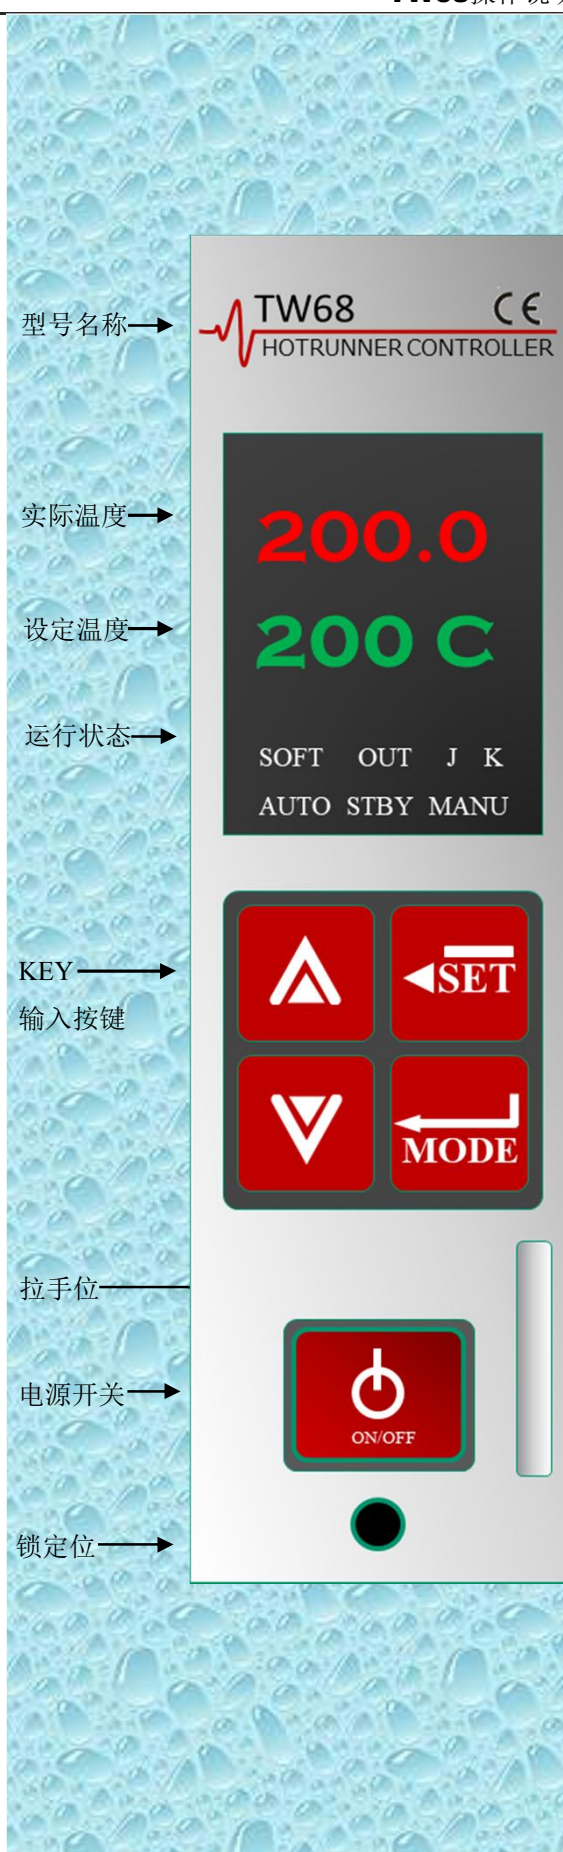 型号名称
TW68 CE
HOTRUNNER CONTROLLER
实际温度
200.0
设定温度
200 C
运行状态
SOFT OUT J K
AUTO STBY MANU
KEY
输入按键
SET
MODE
拉手位
电源开关
ON/OFF
锁定位